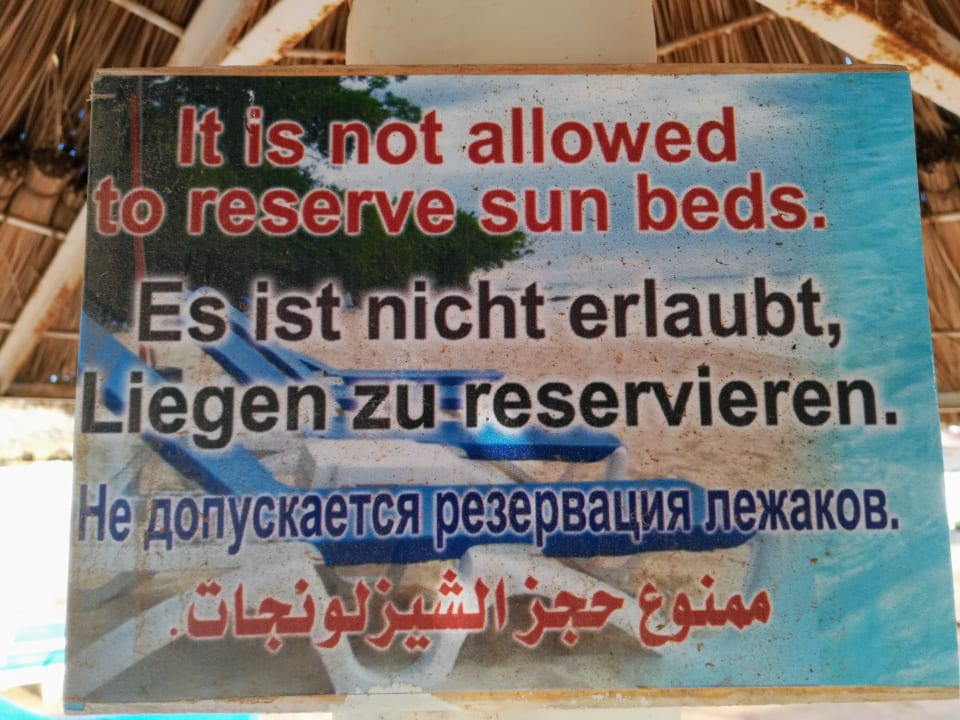 It is not allowed
to reserve sun beds.
Es ist nicht erlaubt,
Liegen zu reservieren.
Не допускается резервация лежаков.
ممنوع حجز الشيزلونجات.